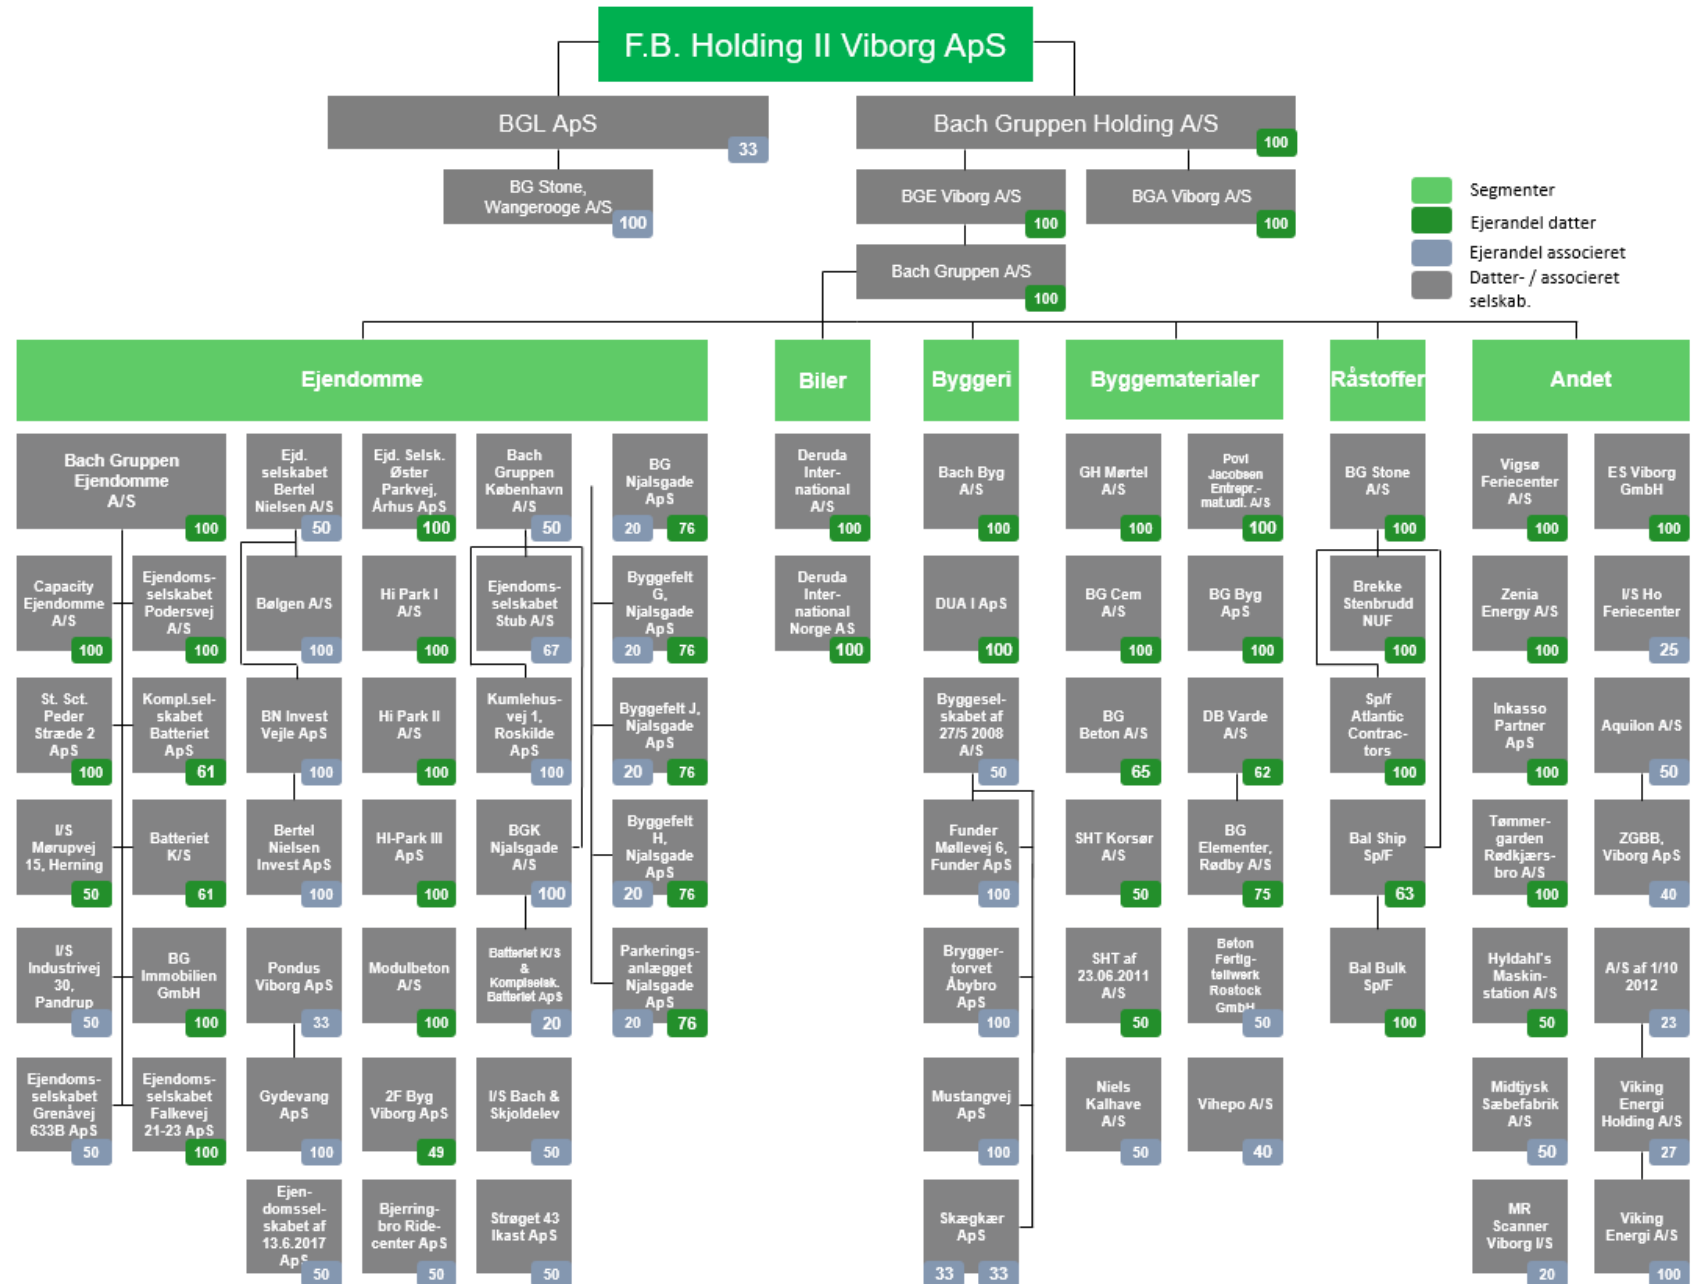 F.B. Holding II Viborg ApS
BGL ApS
33
Bach Gruppen Holding A/S
100
BG Stone,
Wangerooge A/S
100
BGE Viborg A/S
100
BGA Viborg A/S
100
Bach Gruppen A/S
100
Segmenter
Ejerandel datter
Ejerandel associeret
Datter- / associeret
selskab.
Ejendomme
Biler
Byggeri
Byggematerialer
Råstoffer
Andet
Bach Gruppen
Ejendomme
A/S
100
Capacity
Ejendomme
A/S
100
Ejendoms-
selskabet
Podersvej
A/S
100
St. Sct.
Peder
Stræde 2
ApS
100
Kompl.sel-
skabet
Batteriet
ApS
61
I/S
Mørupvej
15, Herning
50
Batteriet
K/S
61
I/S
Industrivej
30,
Pandrup
50
BG
Immobilien
GmbH
100
Ejendoms-
selskabet
Grenåvej
633B ApS
50
Ejendoms-
selskabet
Falkevej
21-23 ApS
100
Ejd.
selskabet
Bertel
Nielsen A/S
50
Bølgen A/S
100
BN Invest
Vejle ApS
100
Bertel
Nielsen
Invest ApS
100
Pondus
Viborg ApS
33
Gydevang
ApS
100
Ejen-
domssel-
skabet af
13.6.2017
ApS
50
Ejd. Selsk.
Øster
Parkvej,
Århus ApS
100
Hi Park I
A/S
100
Hi Park II
A/S
100
HI-Park III
ApS
100
Modulbeton
A/S
100
2F Byg
Viborg ApS
49
Bjerring-
bro Ride-
center ApS
50
Bach
Gruppen
København
A/S
50
Ejendoms-
selskabet
Stub A/S
67
Kumlehus-
vej 1,
Roskilde
ApS
100
BGK
Njalsgade
A/S
100
Batteriet K/S
&
Komplselsk.
Batteriet ApS
20
I/S Bach &
Skjoldelev
50
Strøget 43
Ikast ApS
50
BG
Njalsgade
ApS
20
76
Byggefelt
G,
Njalsgade
ApS
20
76
Byggefelt J,
Njalsgade
ApS
20
76
Byggefelt
H,
Njalsgade
ApS
20
76
Parkerings-
anlægget
Njalsgade
ApS
20
76
Deruda
Inter-
national
A/S
100
Deruda
Inter-
national
Norge AS
100
Bach Byg
A/S
100
DUA I ApS
100
Byggesel-
skabet af
27/5 2008
A/S
50
Funder
Møllevej 6,
Funder ApS
100
Brygger-
torvet
Åbybro
ApS
100
Mustangvej
ApS
100
Skægkær
ApS
33
33
GH Mørtel
A/S
100
BG Cem
A/S
100
BG
Beton A/S
65
SHT Korsør
A/S
50
SHT af
23.06.2011
A/S
50
Niels
Kalhave
A/S
50
Povl
Jacobsen
Entrepr.-
mat.udl. A/S
100
BG Byg
ApS
100
DB Varde
A/S
62
BG
Elementer,
Rødby A/S
75
Beton
Fertig-
teilwerk
Rostock
GmbH
50
Vihepo A/S
40
BG Stone
A/S
100
Brekke
Stenbrudd
NUF
100
Sp/f
Atlantic
Contrac-
tors
100
Bal Ship
Sp/F
63
Bal Bulk
Sp/F
100
Vigsø
Feriecenter
A/S
100
Zenia
Energy A/S
100
Inkasso
Partner
ApS
100
Tømmer-
garden
Rødkjærs-
bro A/S
100
Hyldahl's
Maskin-
station A/S
50
Midtjysk
Sæbefabrik
A/S
50
MR
Scanner
Viborg I/S
20
ES Viborg
GmbH
100
I/S Ho
Feriecenter
25
Aquilon A/S
50
ZGBB,
Viborg ApS
40
A/S af 1/10
2012
23
Viking
Energi
Holding A/S
27
Viking
Energi A/S
100